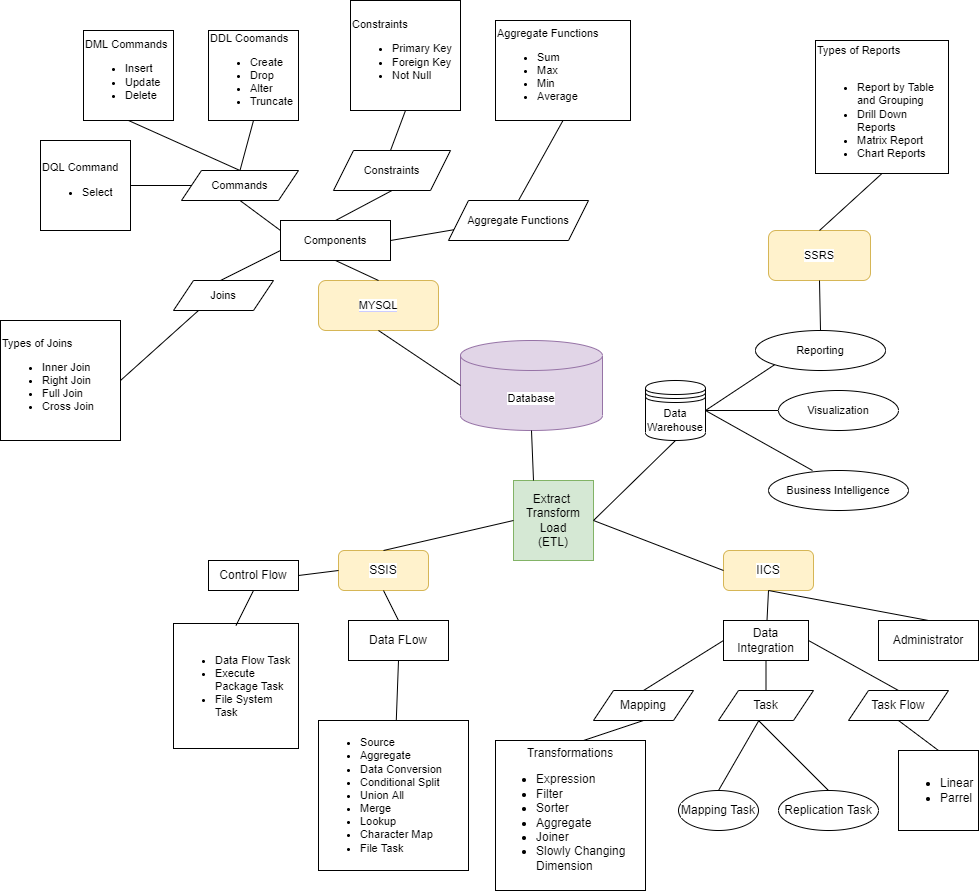 Constraints
Primary Key
Foreign Key
Not Null
Aggregate Functions
Sum
Max
Min
Average
DML Commands
Insert
Update
Delete
DDL Coomands
Create
Drop
Alter
Truncate
Types of Reports
Report by Table
and Grouping
Drill Down
Reports
Matrix Report
Chart Reports
DQL Command
Select
Commands
Constraints
Aggregate Functions
Components
SSRS
Joins
MYSQL
Types of Joins
Inner Join
Right Join
Full Join
Cross Join
Database
Reporting
Data
Warehouse
Visualization
Business Intelligence
Extract
Transform
Load
(ETL)
Control Flow
SSIS
IICS
Data FLow
Data
Integration
Administrator
Data Flow Task
Execute
Package Task
File System
Task
Mapping
Task
Task Flow
Source
Aggregate
Data Conversion
Conditional Split
Union All
Merge
Lookup
Character Map
File Task
Transformations
Expression
Filter
Sorter
Aggregate
Joiner
Slowly Changing
Dimension
Mapping Task
Replication Task
Linear
Parrel